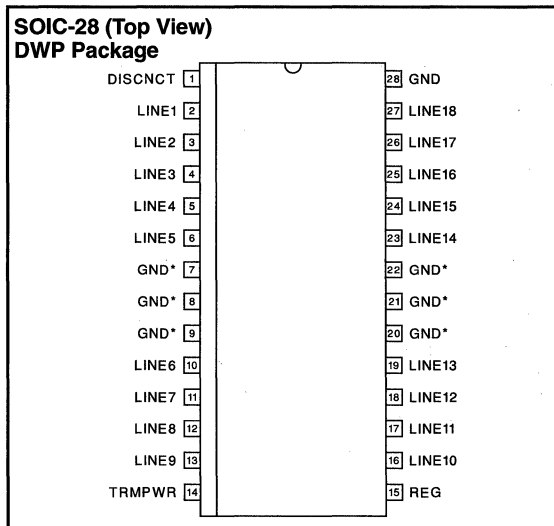 SOIC-28 (Top View)
DWP Package
DISCNCT 1 28 GND
LINE1 2 27 LINE18
LINE2 3 26 LINE17
LINE3 4 25 LINE16
LINE4 5 24 LINE15
LINE5 6 23 LINE14
GND* 7 22 GND*
GND* 8 21 GND*
GND* 9 20 GND*
LINE6 10 19 LINE13
LINE7 11 18 LINE12
LINE8 12 17 LINE11
LINE9 13 16 LINE10
TRMPWR 14 15 REG